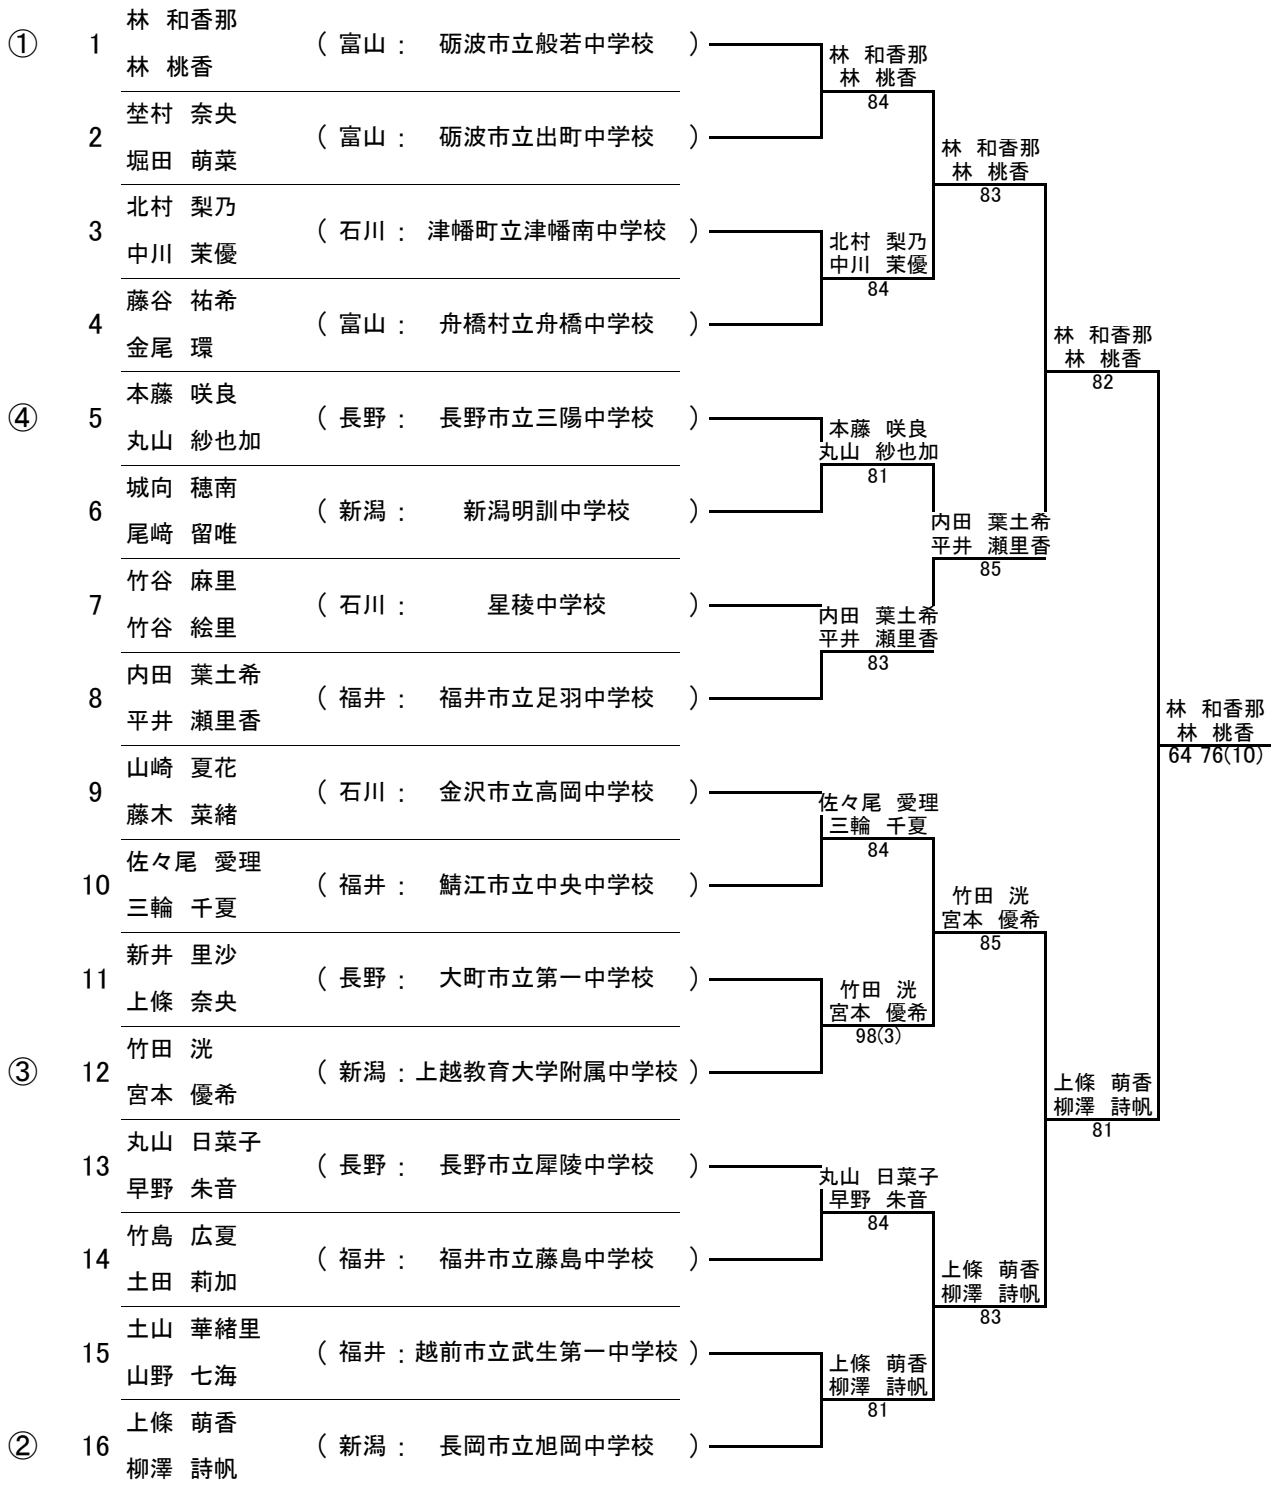 ① 1 林 和香那 林 桃香 ( 富山 : 砺波市立般若中学校 )
2 埜村 奈央 堀田 萌菜 ( 富山 : 砺波市立出町中学校 )
3 北村 梨乃 中川 茉優 ( 石川 : 津幡町立津幡南中学校 )
4 藤谷 祐希 金尾 環 ( 富山 : 舟橋村立舟橋中学校 )
④ 5 本藤 咲良 丸山 紗也加 ( 長野 : 長野市立三陽中学校 )
6 城向 穂南 尾﨑 留唯 ( 新潟 : 新潟明訓中学校 )
7 竹谷 麻里 竹谷 絵里 ( 石川 : 星稜中学校 )
8 内田 葉土希 平井 瀬里香 ( 福井 : 福井市立足羽中学校 )
9 山崎 夏花 藤木 菜緒 ( 石川 : 金沢市立高岡中学校 )
10 佐々尾 愛理 三輪 千夏 ( 福井 : 鯖江市立中央中学校 )
11 新井 里沙 上條 奈央 ( 長野 : 大町市立第一中学校 )
③ 12 竹田 洸 宮本 優希 ( 新潟 : 上越教育大学附属中学校 )
13 丸山 日菜子 早野 朱音 ( 長野 : 長野市立犀陵中学校 )
14 竹島 広夏 土田 莉加 ( 福井 : 福井市立藤島中学校 )
15 土山 華緒里 山野 七海 ( 福井 : 越前市立武生第一中学校 )
② 16 上條 萌香 柳澤 詩帆 ( 新潟 : 長岡市立旭岡中学校 )
林 和香那
林 桃香
84
北村 梨乃
中川 茉優
84
本藤 咲良
丸山 紗也加
81
内田 葉土希
平井 瀬里香
83
佐々尾 愛理
三輪 千夏
84
竹田 洸
宮本 優希
98(3)
丸山 日菜子
早野 朱音
84
上條 萌香
柳澤 詩帆
81
林 和香那
林 桃香
83
内田 葉土希
平井 瀬里香
85
竹田 洸
宮本 優希
85
上條 萌香
柳澤 詩帆
83
林 和香那
林 桃香
82
上條 萌香
柳澤 詩帆
81
林 和香那
林 桃香
64 76(10)